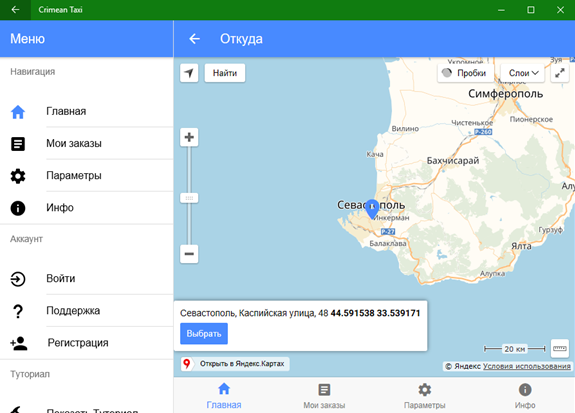 Crimean Taxi
Меню
Откуда
Навигация
Главная
Мои заказы
Параметры
Инфо
Аккаунт
Войти
Поддержка
Регистрация
Туториал
Показать Туториал
Найти
Пробки
Слои
Укромное
Симферополь
Чистенькое
Пионерское
Вилино
Р-260
Кача
Бахчисарай
Севастополь
Инкерман
Р-27
Балаклава
Ялта
Гурзуф
Алупка
Севастополь, Каспийская улица, 48 44.591538 33.539171
Выбрать
20 км
Открыть в Яндекс.Картах
© Яндекс Условия использования
Главная
Мои заказы
Параметры
Инфо